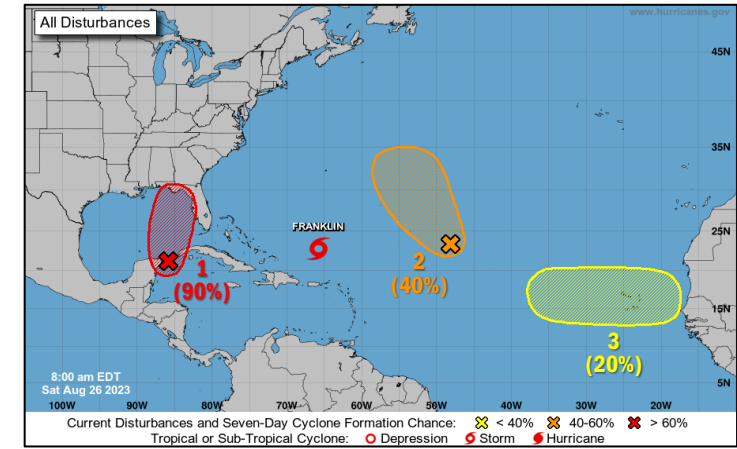 All Disturbances
www.hurricanes.gov
45N
35N
FRANKLIN
25N
1
(90%)
2
(40%)
15N
3
(20%)
8:00 am EDT
Sat Aug 26 2023
5N
100W 90W 80W 70W 60W 50W 40W 30W 20W
Current Disturbances and Seven-Day Cyclone Formation Chance: < 40% 40-60% > 60%
Tropical or Sub-Tropical Cyclone: Depression Storm Hurricane